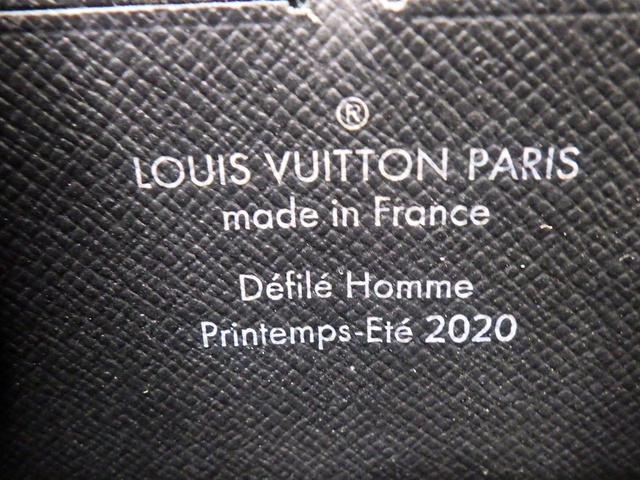 ®
LOUIS VUITTON PARIS
made in France
Défilé Homme
Printemps-Eté 2020